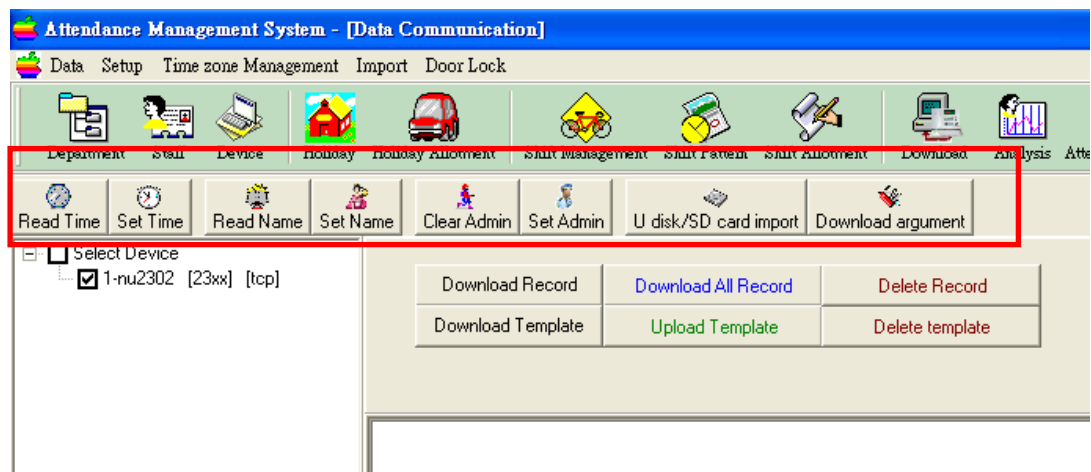 Attendance Management System - [Data Communication]
Data Setup Time zone Management Import Door Lock
Department Staff Device Holiday Holiday Allotment Shift Management Shift Pattern Shift Allotment Download Analysis Atte
Read Time Set Time Read Name Set Name Clear Admin Set Admin U disk/SD card import Download argument
Select Device
1-nu2302 [23xx] [tcp]
Download Record Download All Record Delete Record
Download Template Upload Template Delete template